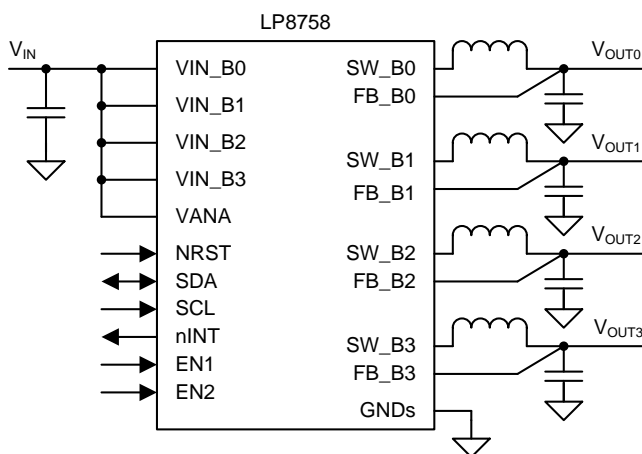 LP8758
VIN
VIN_B0
VIN_B1
VIN_B2
VIN_B3
VANA
NRST
SDA
SCL
nINT
EN1
EN2
SW_B0
FB_B0
SW_B1
FB_B1
SW_B2
FB_B2
SW_B3
FB_B3
GNDs
VOUT0
VOUT1
VOUT2
VOUT3